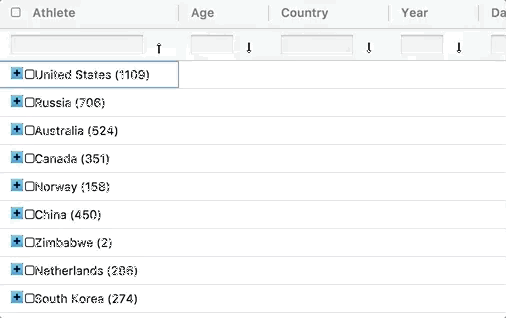 Athlete Age Country Year Da
United States (1109)
Russia (706)
Australia (524)
Canada (351)
Norway (158)
China (450)
Zimbabwe (2)
Netherlands (286)
South Korea (274)